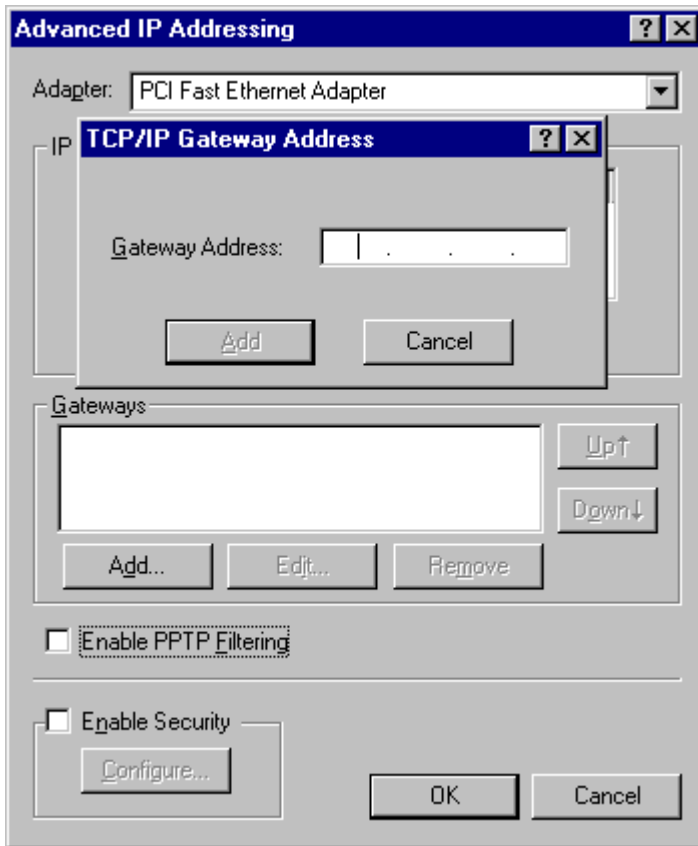 Advanced IP Addressing
Adapter: PCI Fast Ethernet Adapter
IP
TCP/IP Gateway Address
Gateway Address: . . .
Add Cancel
Gateways
Up↑
Down↓
Add... Edit... Remove
Enable PPTP Filtering
Enable Security
Configure...
OK Cancel